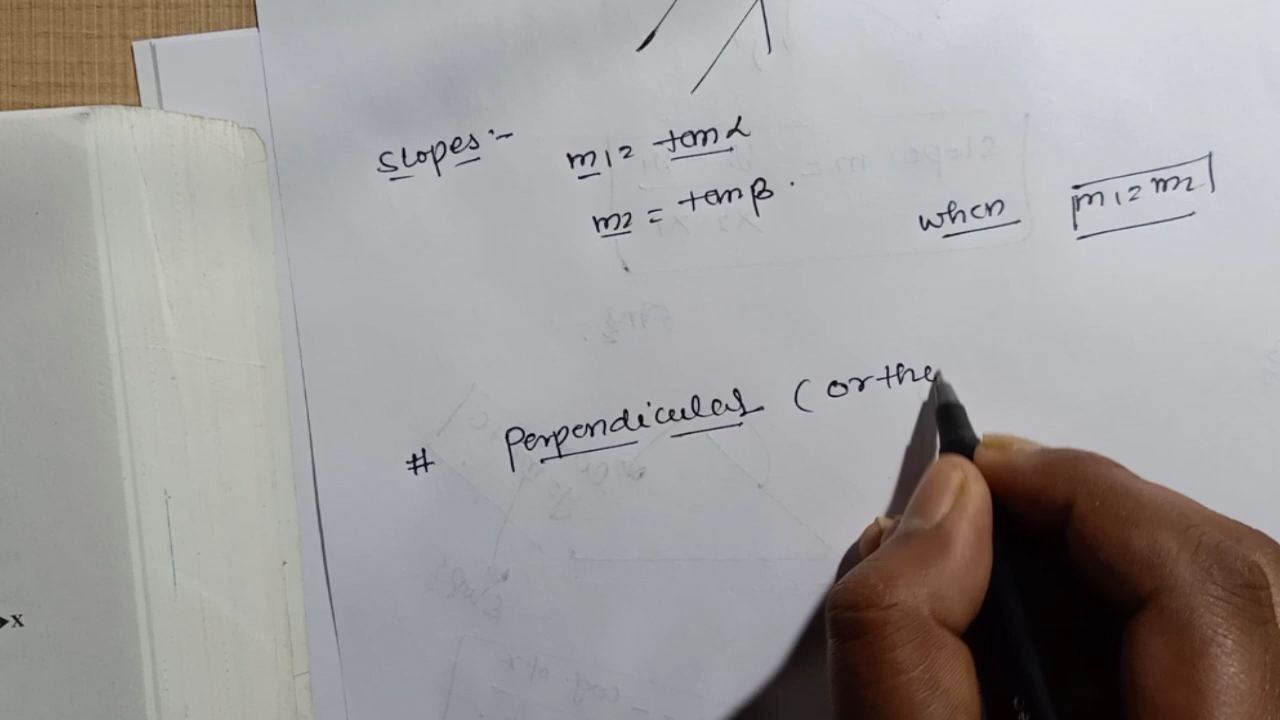 Slopes :- m1 = tanα
m2 = tanβ.
when m1 = m2
# Perpendicular (orthe
x